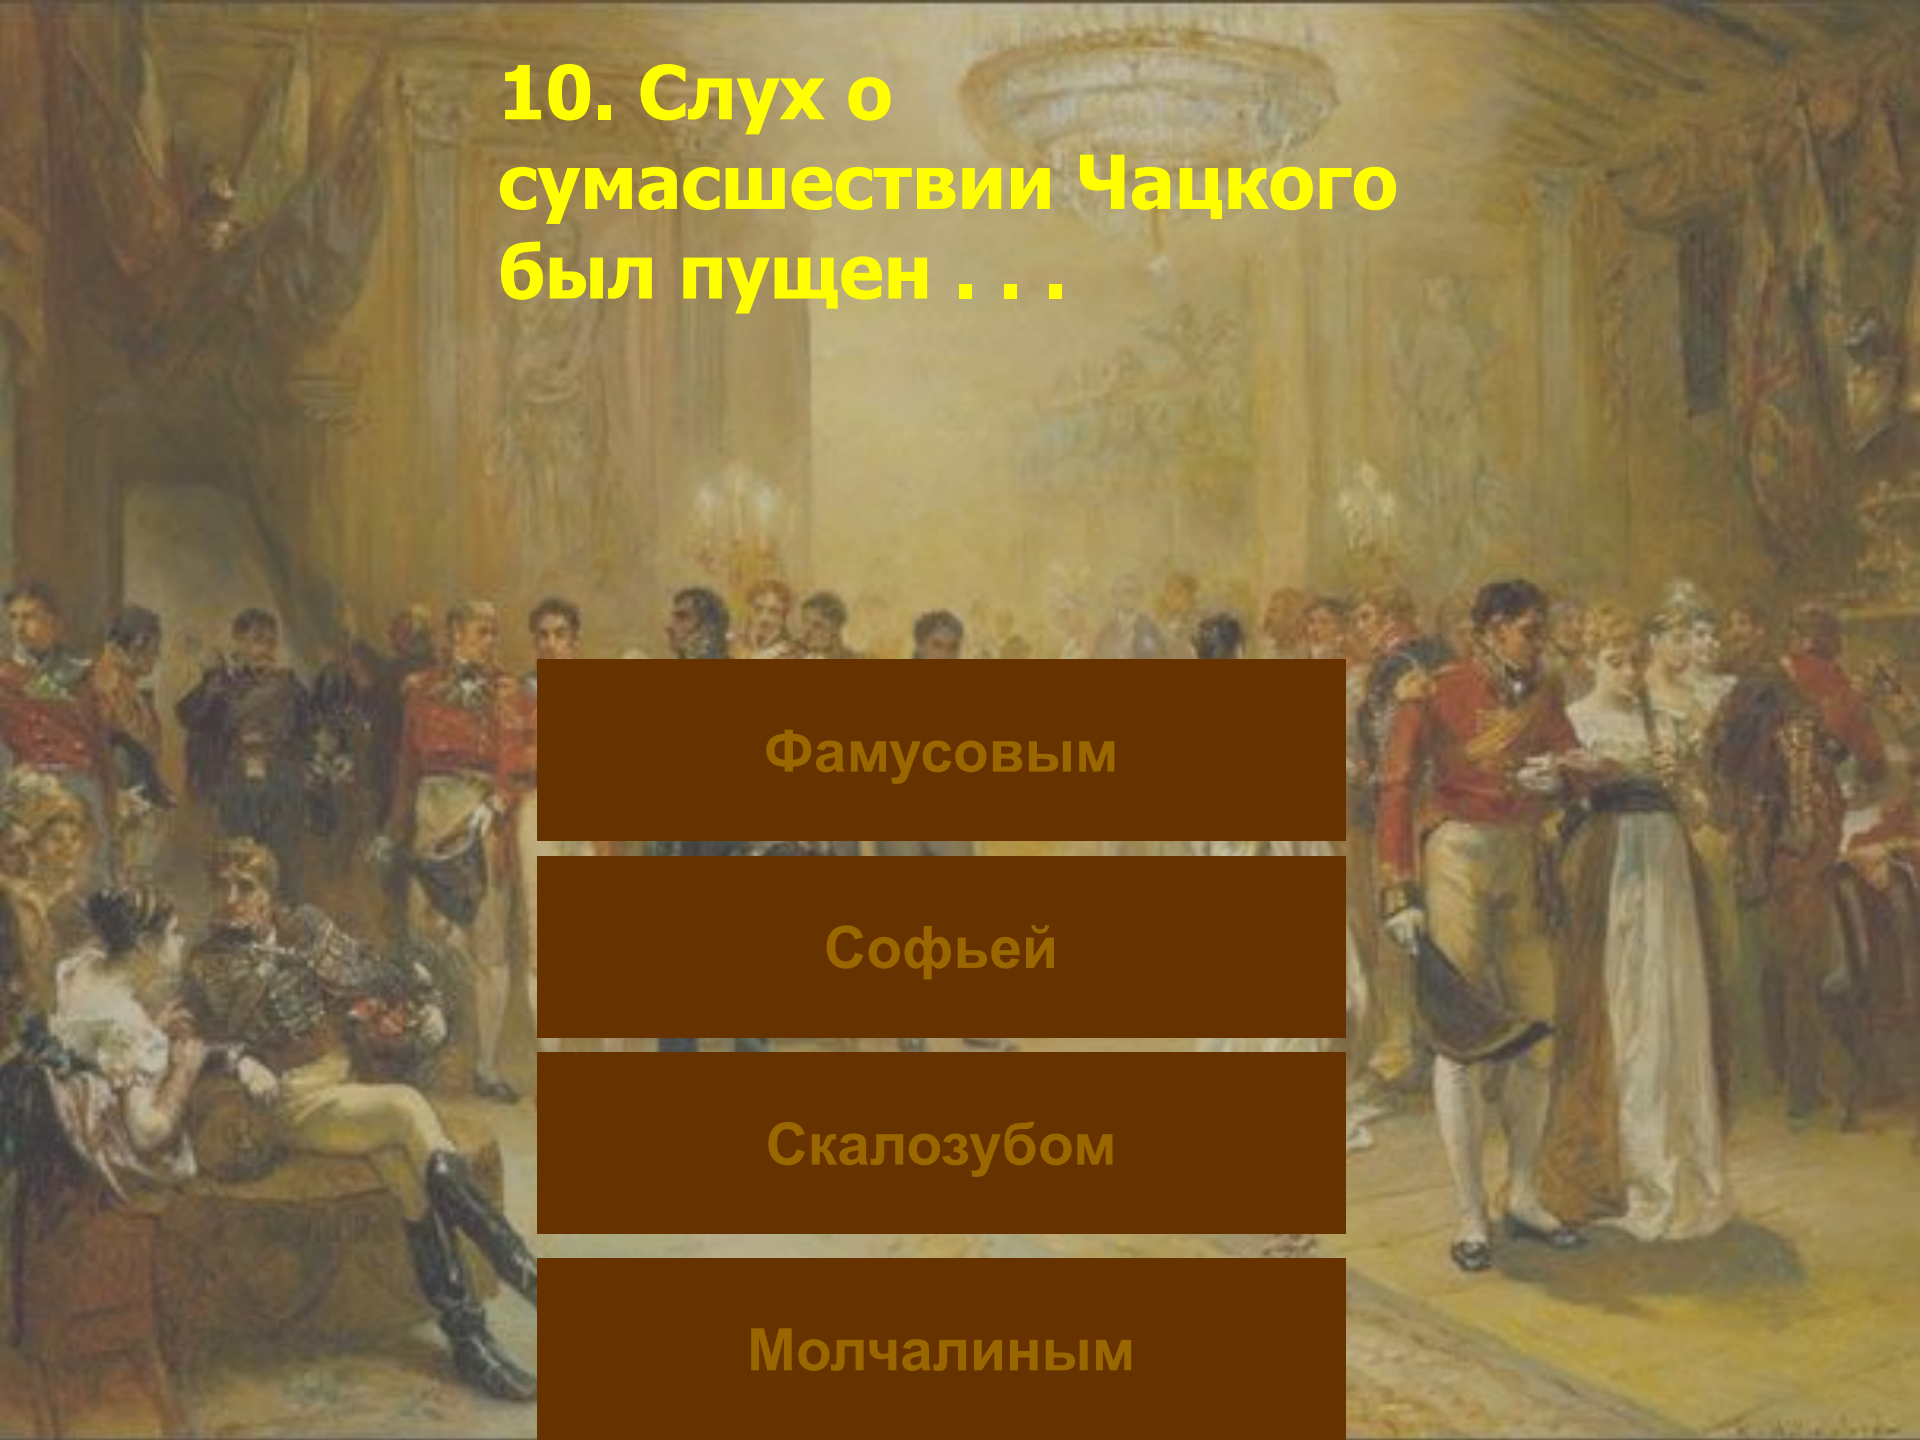 10. Слух о
сумасшествии Чацкого
был пущен . . .
Фамусовым
Софьей
Скалозубом
Молчалиным